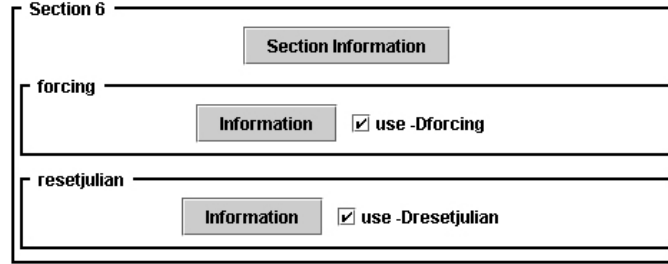 Section 6
Section Information
forcing
Information use -Dforcing
resetjulian
Information use -Dresetjulian